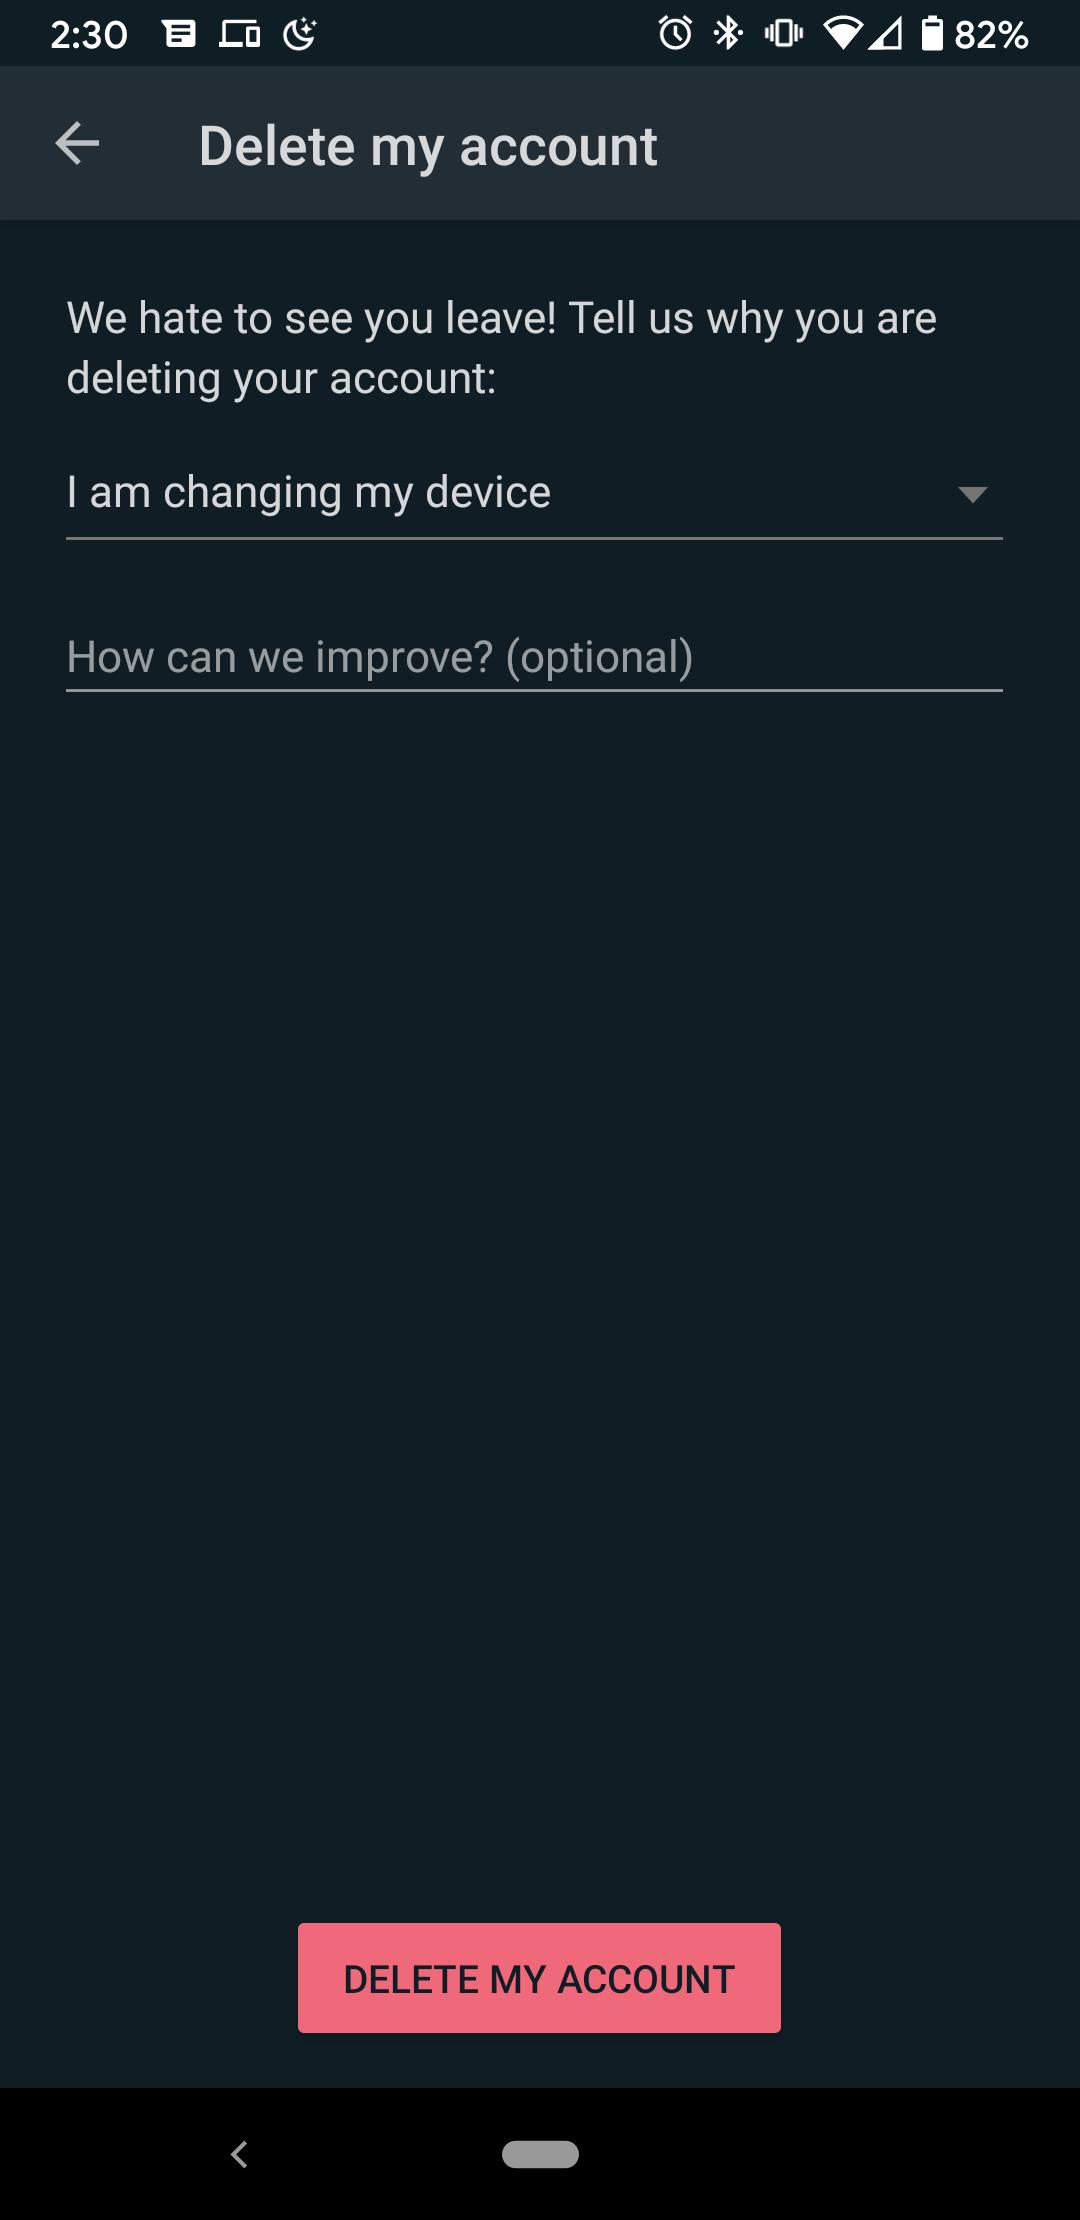 2:30 82%
Delete my account
We hate to see you leave! Tell us why you are
deleting your account:
I am changing my device
How can we improve? (optional)
DELETE MY ACCOUNT